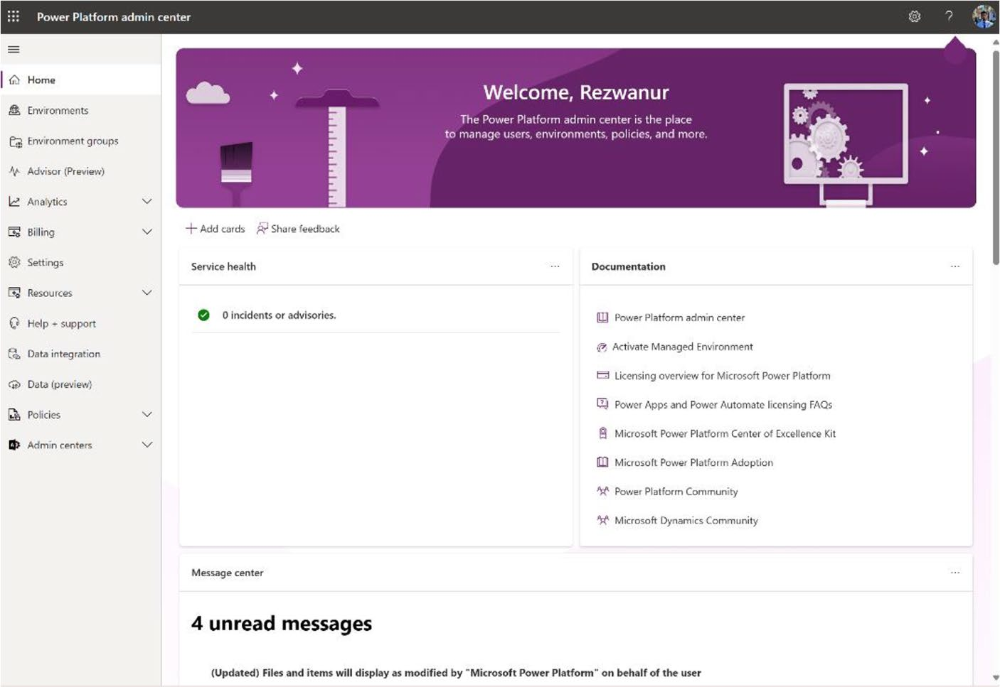 Power Platform admin center
?
Home
Environments
Environment groups
Advisor (Preview)
Analytics
Billing
Settings
Resources
Help + support
Data integration
Data (preview)
Policies
Admin centers
Welcome, Rezwanur
The Power Platform admin center is the place
to manage users, environments, policies, and more.
Add cards
Share feedback
Service health
0 incidents or advisories.
Documentation
Power Platform admin center
Activate Managed Environment
Licensing overview for Microsoft Power Platform
Power Apps and Power Automate licensing FAQs
Microsoft Power Platform Center of Excellence Kit
Microsoft Power Platform Adoption
Power Platform Community
Microsoft Dynamics Community
Message center
4 unread messages
(Updated) Files and items will display as modified by "Microsoft Power Platform" on behalf of the user